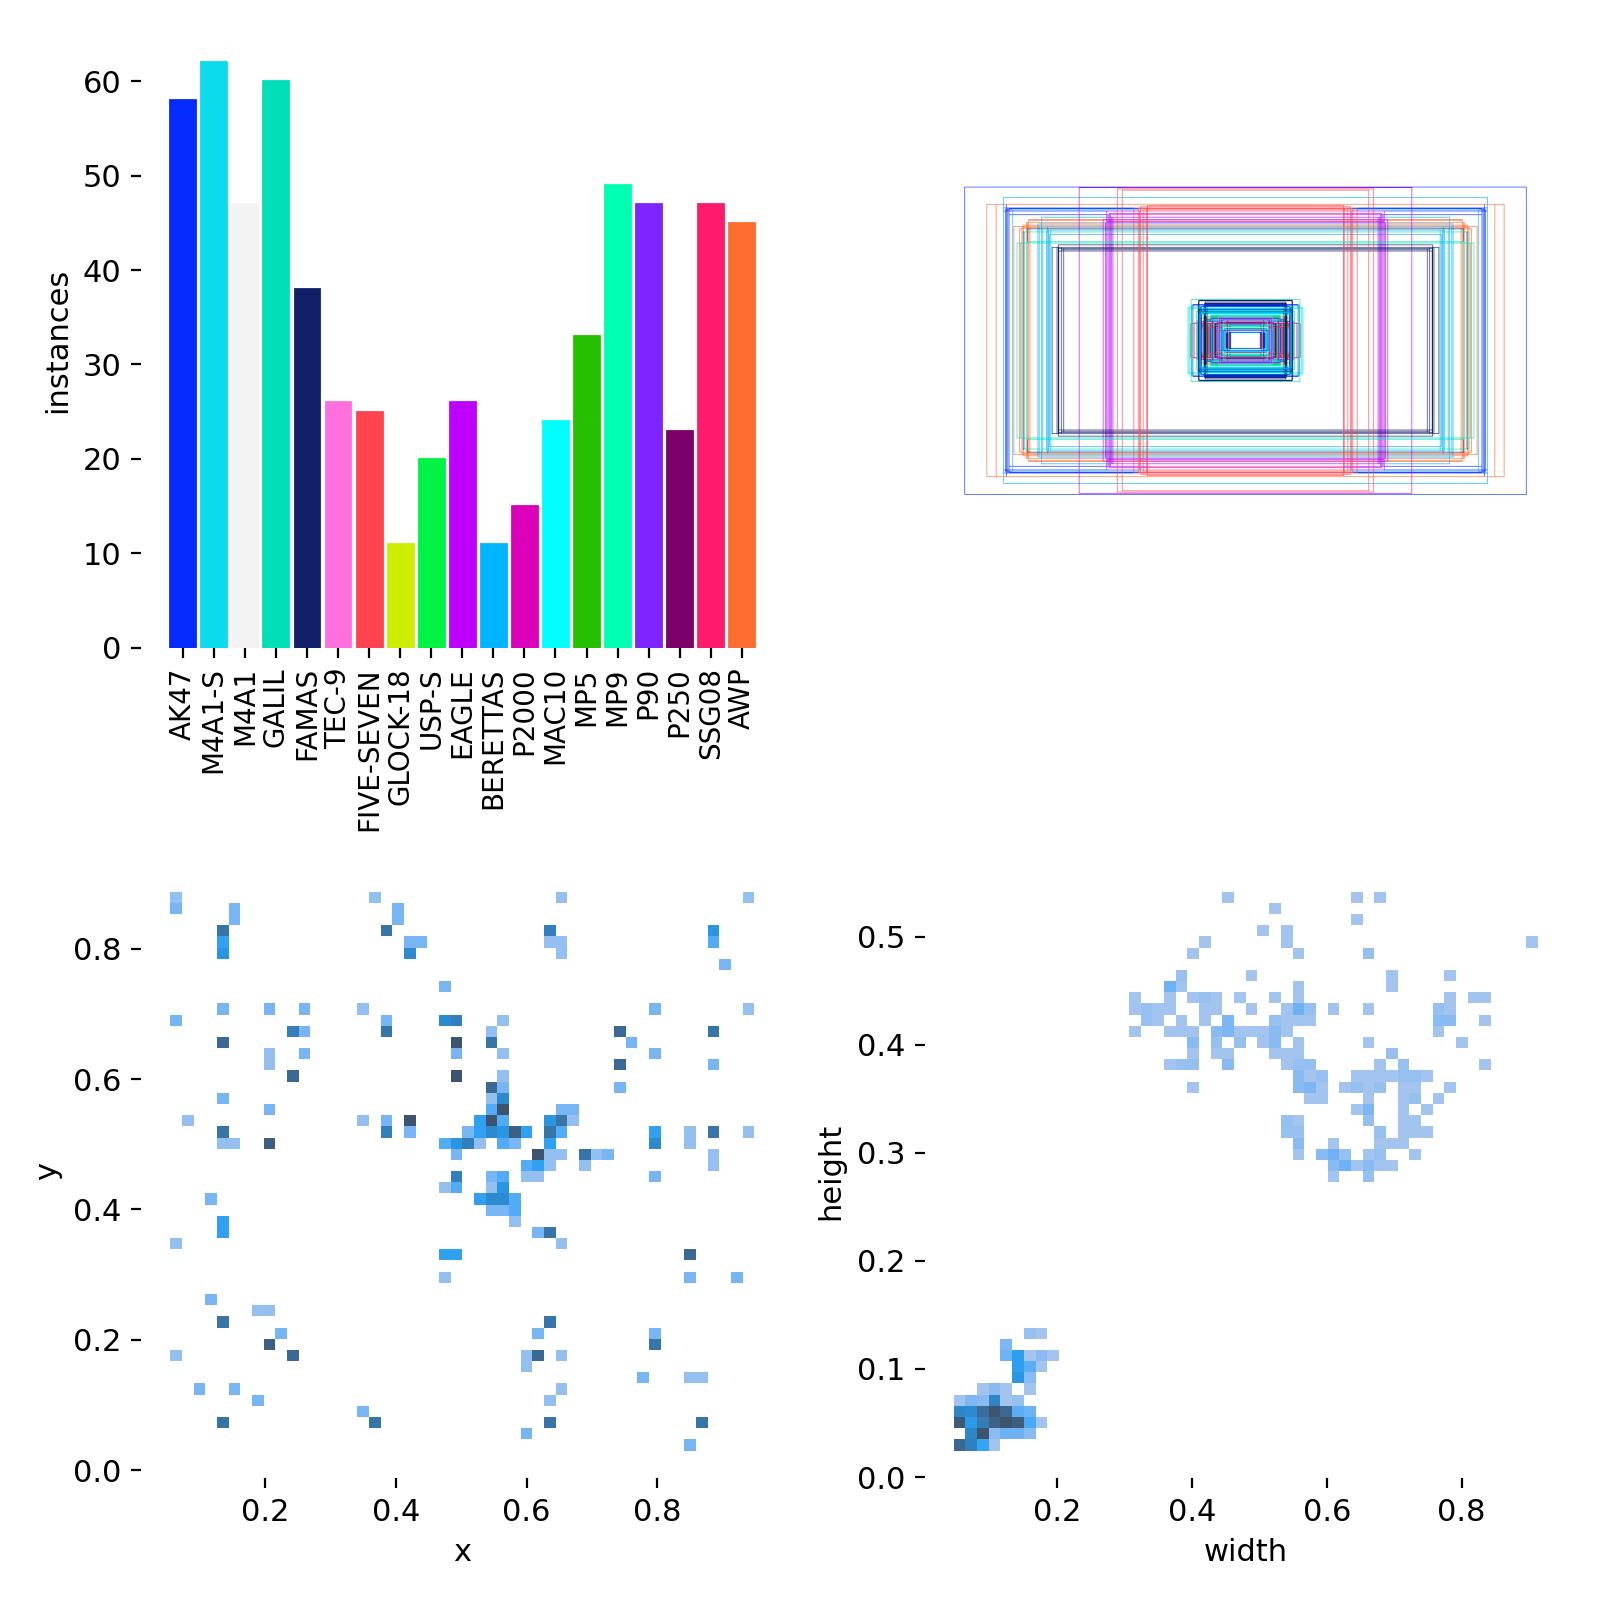 instances
60
50
40
30
20
10
0
AK47
M4A1-S
M4A1
GALIL
FAMAS
TEC-9
FIVE-SEVEN
GLOCK-18
USP-S
EAGLE
BERETTAS
P2000
MAC10
MP5
MP9
P90
P250
SSG08
AWP
y
0.8
0.6
0.4
0.2
0.0
0.2
0.4
0.6
0.8
x
height
0.5
0.4
0.3
0.2
0.1
0.0
0.2
0.4
0.6
0.8
width